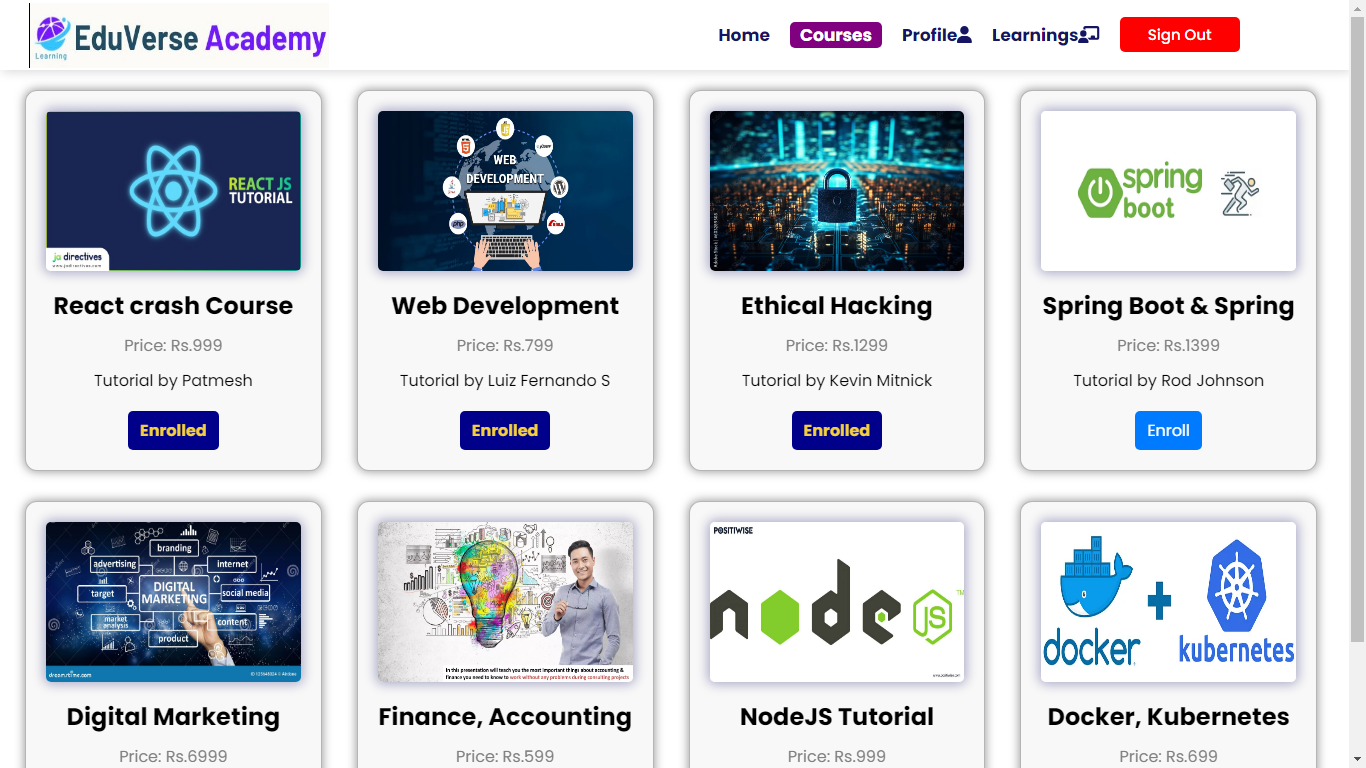 EduVerse Academy
Learning
Home
Courses
Profile
Learnings
Sign Out
REACT JS
TUTORIAL
ja directives
www.jadirectives.com
React crash Course
Price: Rs.999
Tutorial by Patmesh
Enrolled
WEB
DEVELOPMENT
php
Web Development
Price: Rs.799
Tutorial by Luiz Fernando S
Enrolled
Ethical Hacking
Price: Rs.1299
Tutorial by Kevin Mitnick
Enrolled
spring
boot
Spring Boot & Spring
Price: Rs.1399
Tutorial by Rod Johnson
Enroll
branding
advertising
internet
target
DIGITAL
MARKETING
social media
market
analysis
content
product
dreamstime.com
Digital Marketing
Price: Rs.6999
In this presentation will teach you the most important things about accounting &
finance you need to know to work without any problems during consulting projects
Finance, Accounting
Price: Rs.599
POSITIWISE
node
JS
TM
NodeJS Tutorial
Price: Rs.999
docker
kubernetes
Docker, Kubernetes
Price: Rs.699